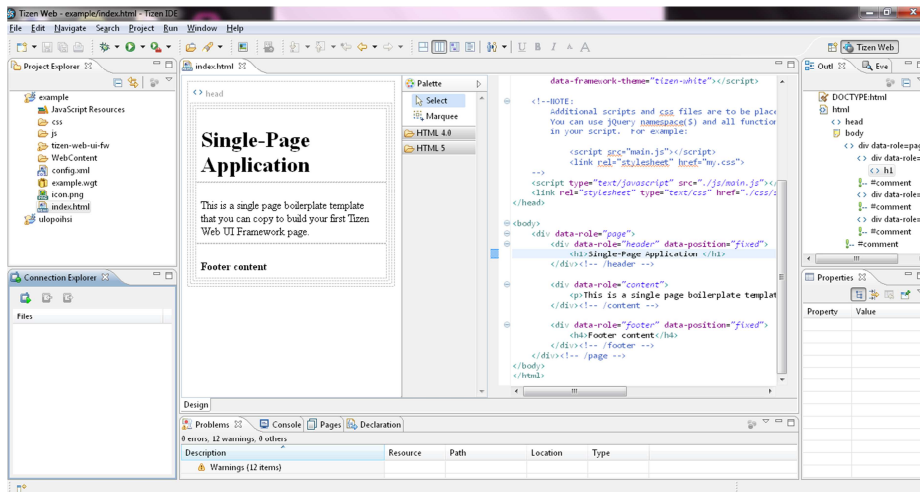 Tizen Web - example/index.html - Tizen IDE
File Edit Navigate Search Project Run Window Help
Tizen Web
Project Explorer
example
JavaScript Resources
css
js
tizen-web-ui-fw
WebContent
config.xml
example.wgt
icon.png
index.html
ulopoihsi
Connection Explorer
Files
index.html
head
Single-Page
Application
This is a single page boilerplate template
that you can copy to build your first Tizen
Web UI Framework page.
Footer content
Design
Palette
Select
Marquee
HTML 4.0
HTML 5
data-framework-theme="tizen-white"></script>
<!--NOTE:
Additional scripts and css files are to be place
You can use jQuery namespace($) and all function
in your script. For example:
<script src="main.js"></script>
<link rel="stylesheet" href="my.css">
-->
<script type="text/javascript" src="./js/main.js"></
<link rel="stylesheet" type="text/css" href="./css/s
</head>
<body>
<div data-role="page">
<div data-role="header" data-position="fixed">
<h1>Single-Page Application </h1>
</div><!-- /header -->
<div data-role="content">
<p>This is a single page boilerplate templat
</div><!-- /content -->
<div data-role="footer" data-position="fixed">
<h4>Footer content</h4>
</div><!-- /footer -->
</div><!-- /page -->
</body>
</html>
Problems Console Pages Declaration
0 errors, 12 warnings, 0 others
Description Resource Path Location Type
Warnings (12 items)
Outl Eve
DOCTYPE:html
html
head
body
div data-role=pag
div data-role=
h1
#comment
div data-role=
#comment
div data-role=
#comment
#comment
Properties
Property Value